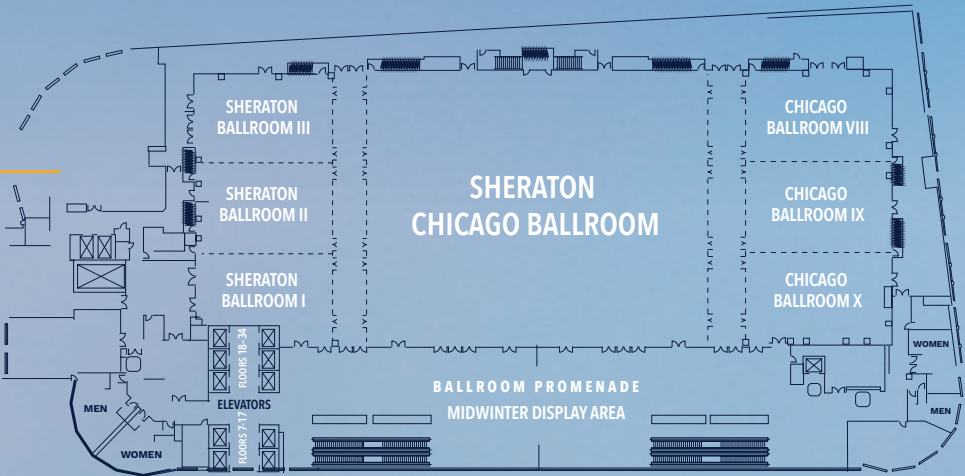 SHERATON
BALLROOM III
CHICAGO
BALLROOM VIII
SHERATON
BALLROOM II
SHERATON
CHICAGO BALLROOM
CHICAGO
BALLROOM IX
SHERATON
BALLROOM I
CHICAGO
BALLROOM X
FLOORS 18-34
WOMEN
ELEVATORS
BALLROOM PROMENADE
MIDWINTER DISPLAY AREA
MEN
MEN
FLOORS 7-17
WOMEN